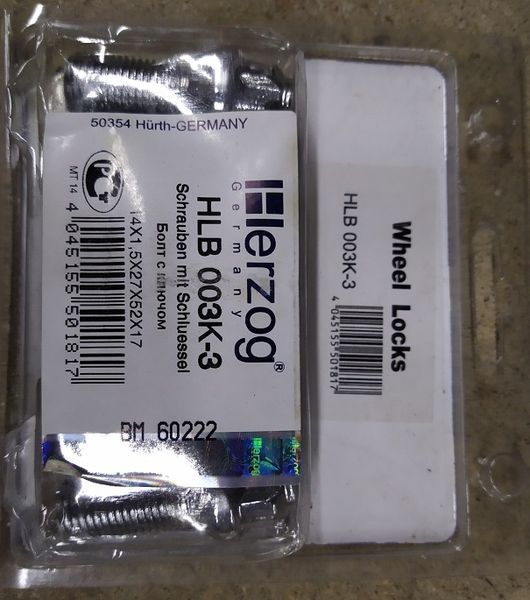 50354 Hürth-GERMANY
Herzog®
Germany
HLB 003K-3
Schrauben mit Schluessel
Болт с ключом
14X1,5X27X52X17
4 045155 501817
MT 14
BM 60222
Herzog
Wheel Locks
HLB 003K-3
4 045155 501817